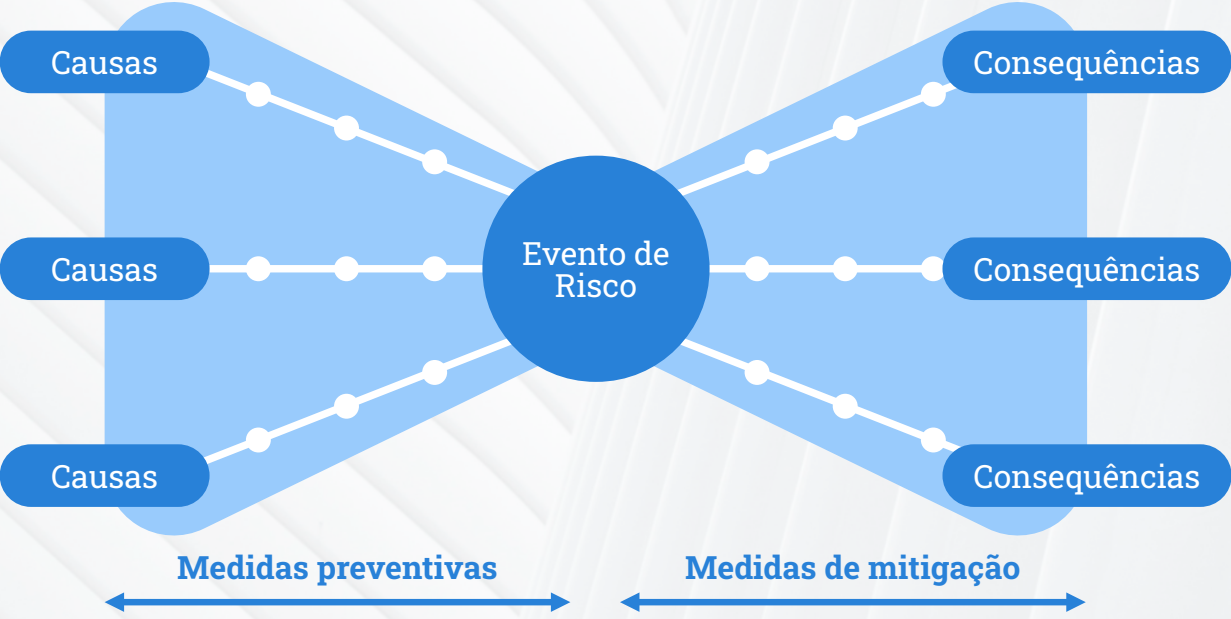 Causas
Consequências
Causas
Evento de
Risco
Consequências
Causas
Consequências
Medidas preventivas
Medidas de mitigação